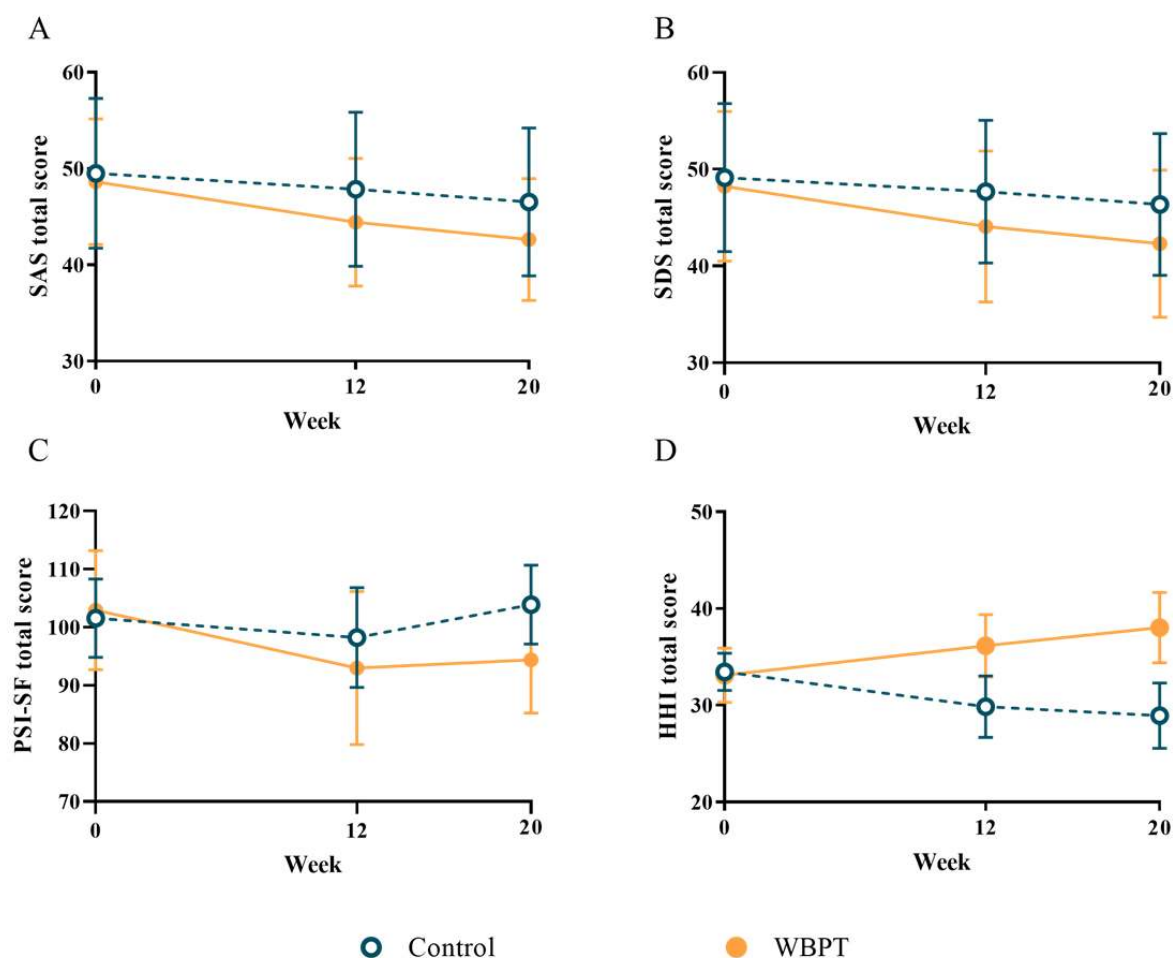 A
60
50
40
30
SAS total score
0 12 20
Week
B
60
50
40
30
SDS total score
0 12 20
Week
C
120
110
100
90
80
70
PSI-SF total score
0 12 20
Week
D
50
40
30
20
HHI total score
0 12 20
Week
Control WBPT